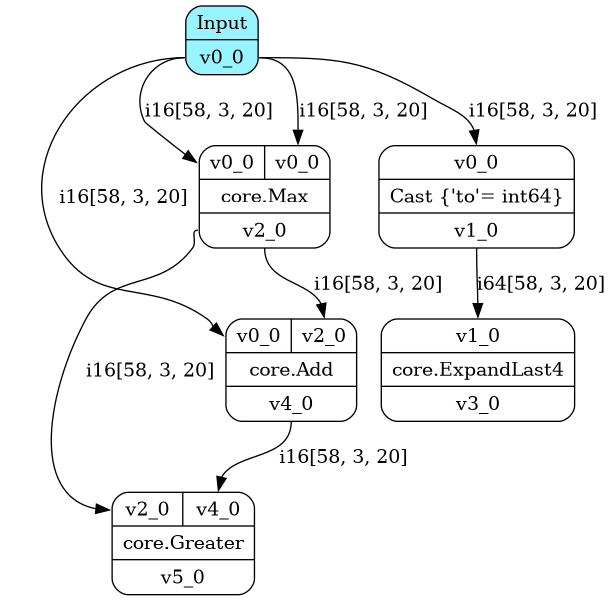 Input
v0_0
i16[58, 3, 20]
i16[58, 3, 20]
i16[58, 3, 20]
i16[58, 3, 20]
v0_0 v0_0
core.Max
v2_0
v0_0
Cast {'to'= int64}
v1_0
i16[58, 3, 20]
i64[58, 3, 20]
v0_0 v2_0
core.Add
v4_0
v1_0
core.ExpandLast4
v3_0
i16[58, 3, 20]
i16[58, 3, 20]
v2_0 v4_0
core.Greater
v5_0